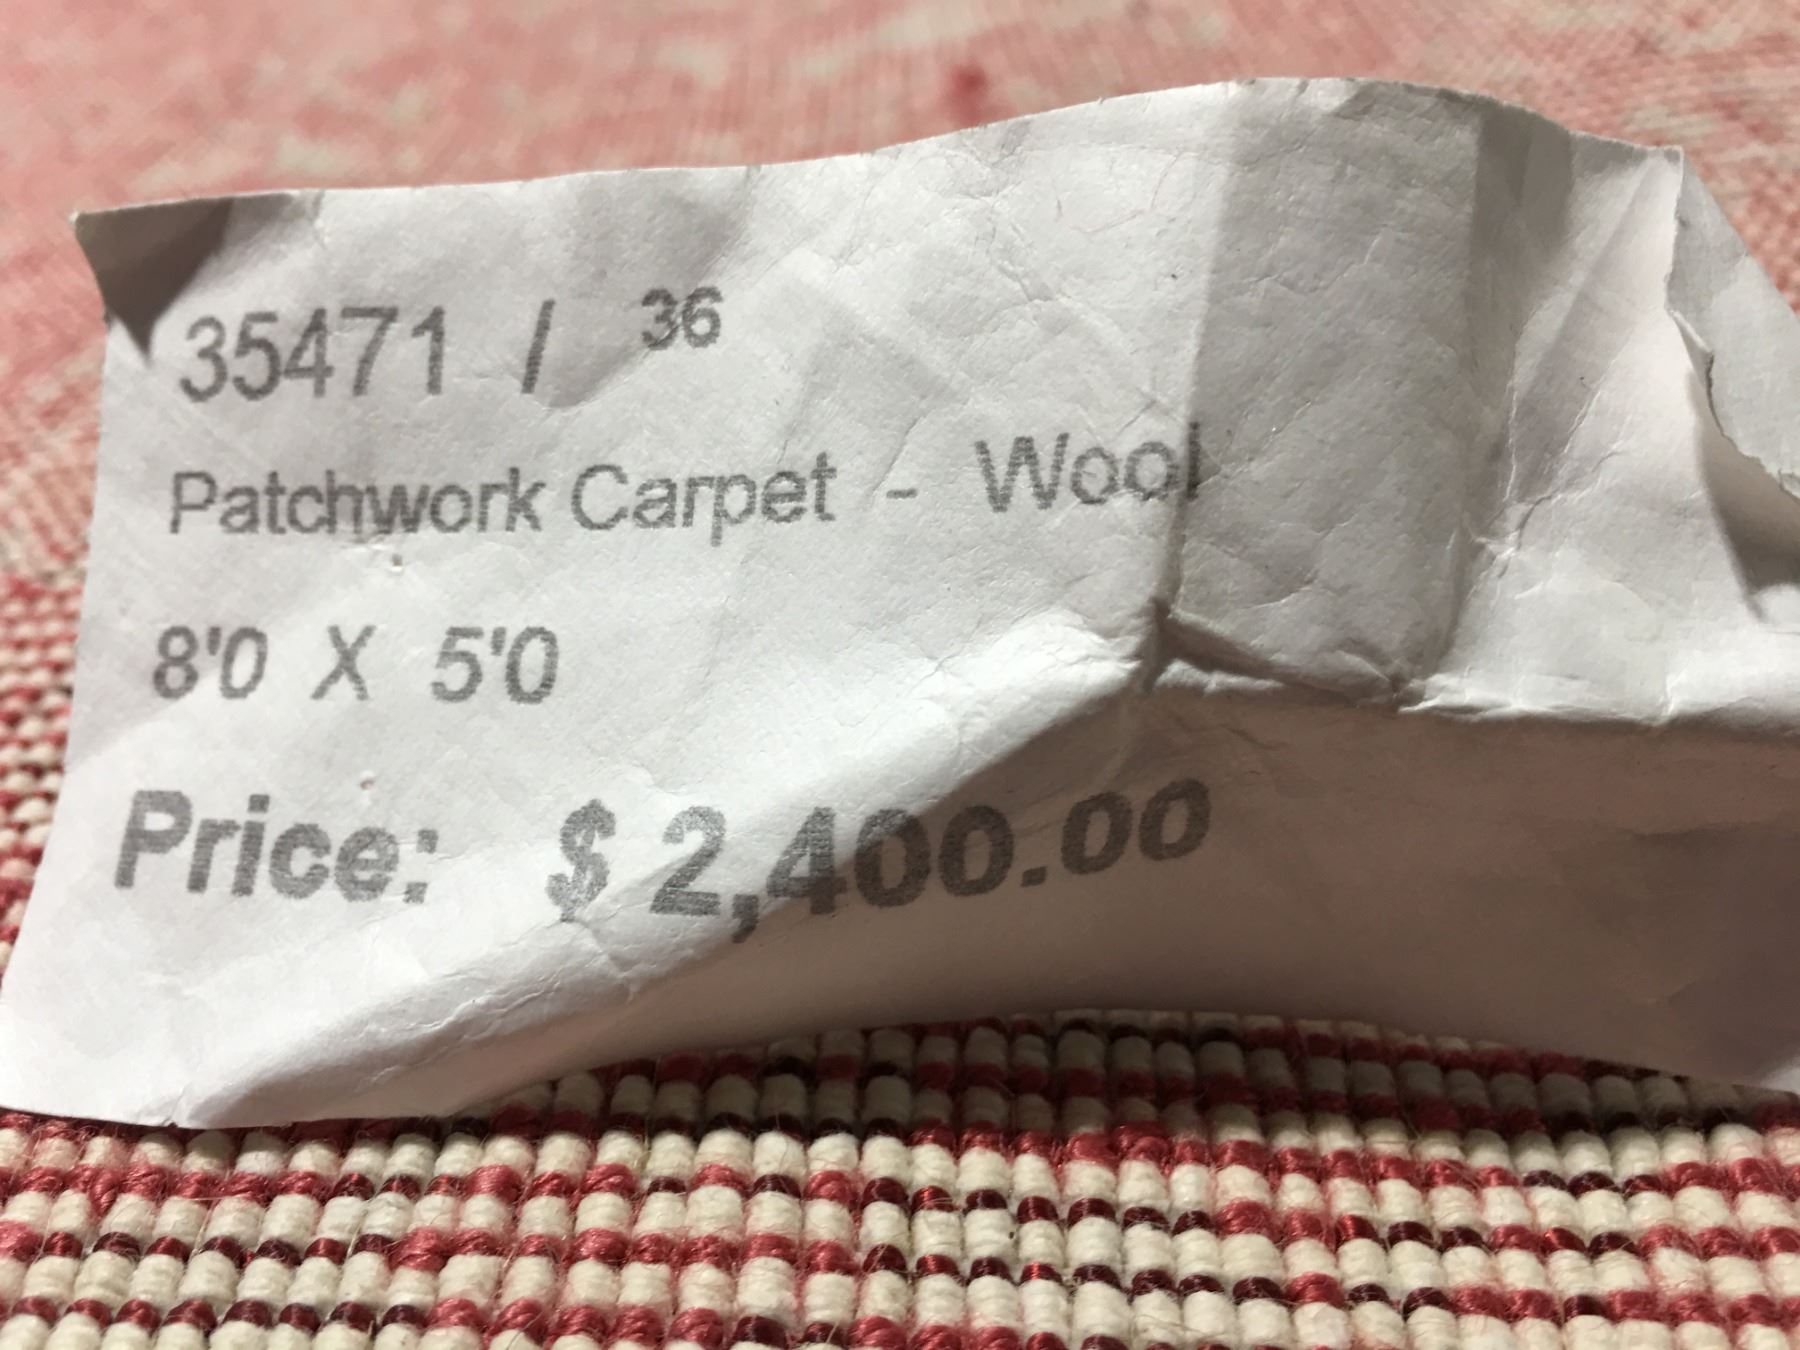 35471 / 36
Patchwork Carpet - Wool
8'0 X 5'0
Price: $ 2,400.00